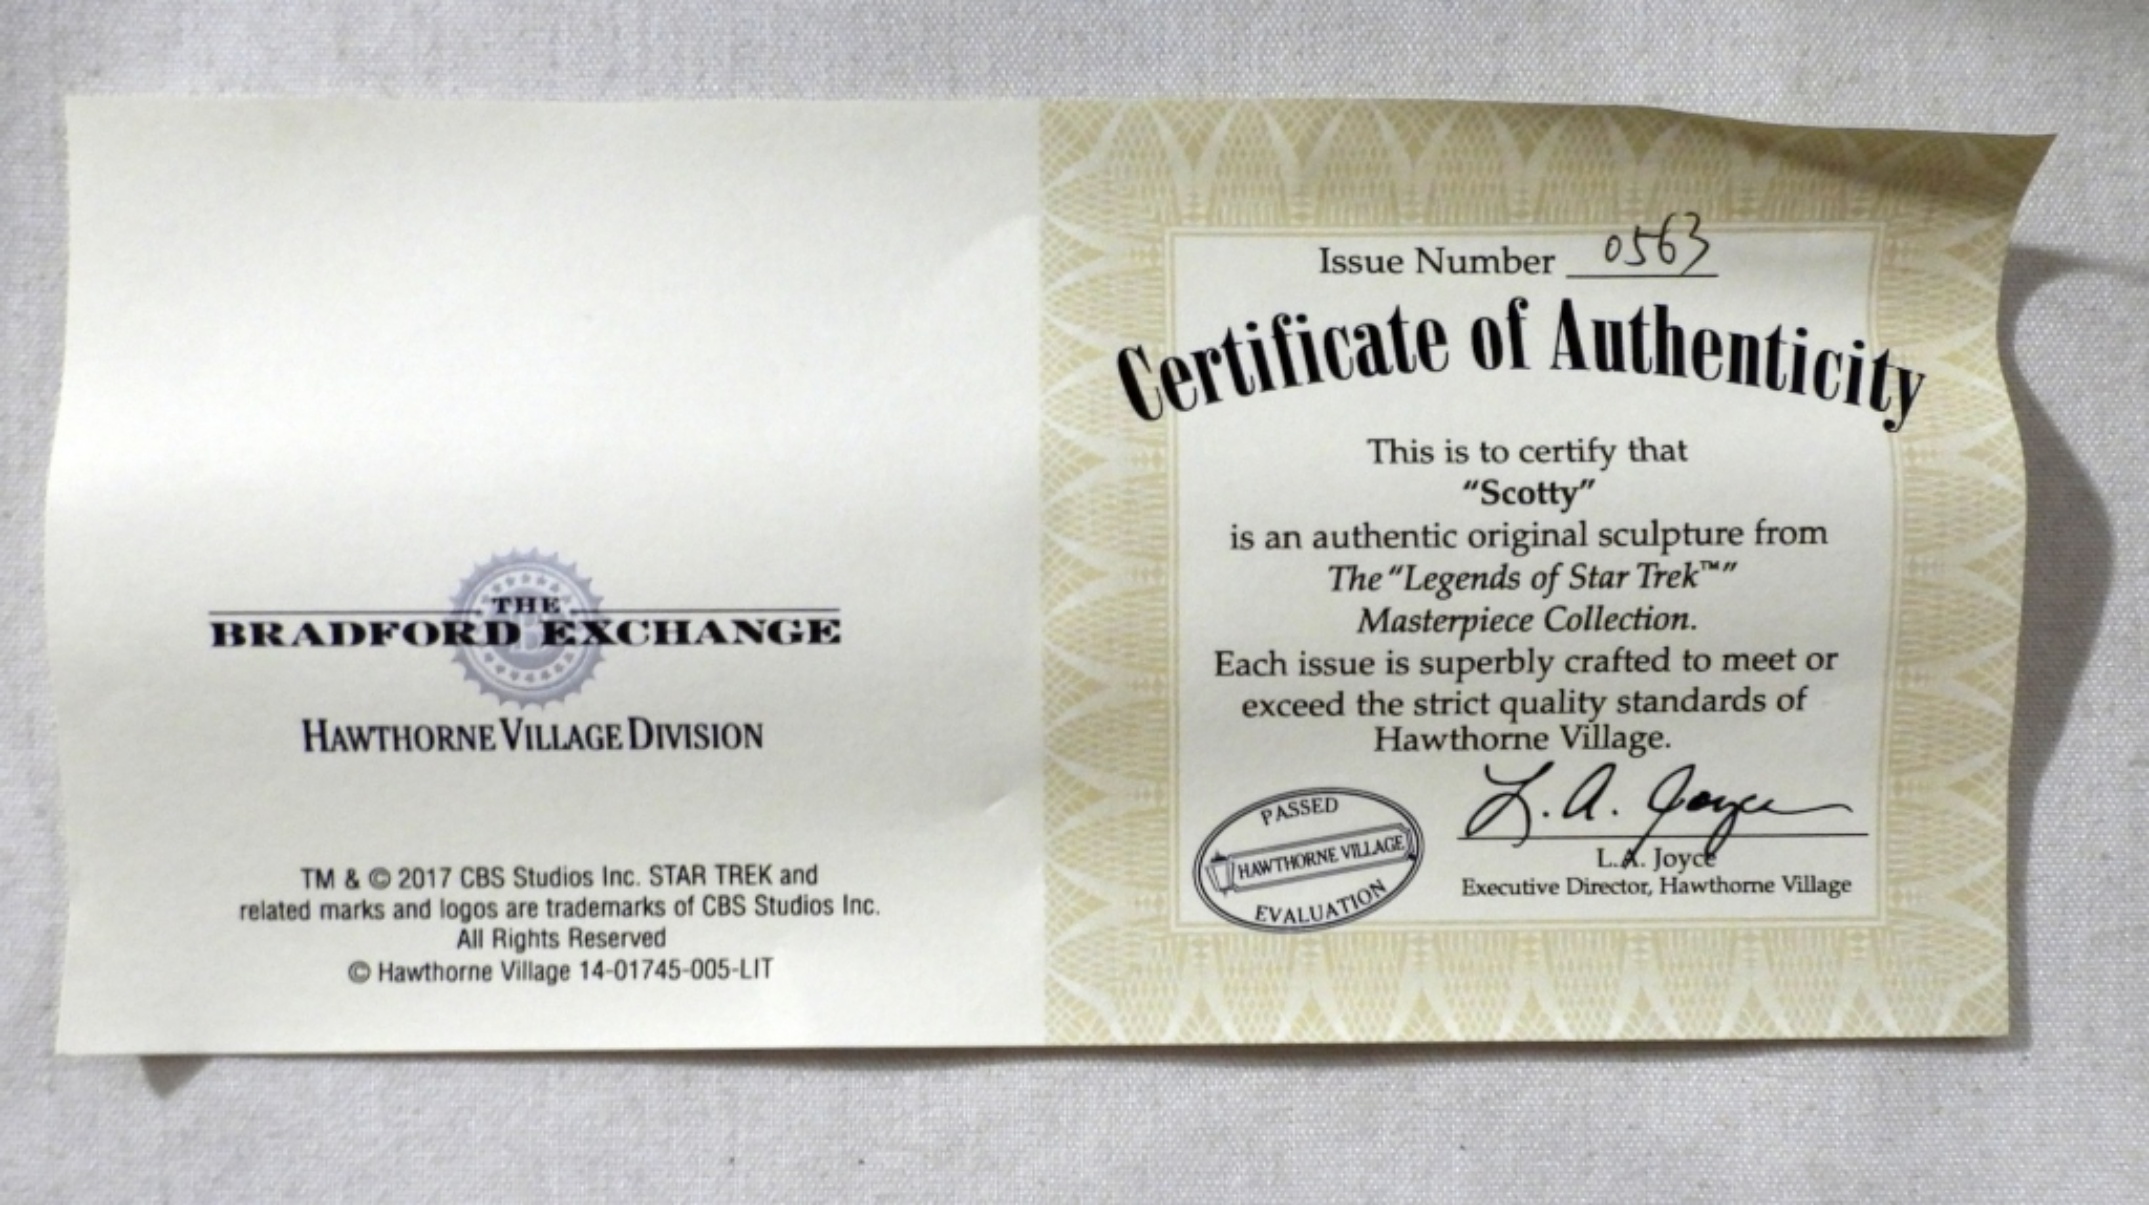 THE
BRADFORD EXCHANGE
HAWTHORNE VILLAGE DIVISION
TM & © 2017 CBS Studios Inc. STAR TREK and
related marks and logos are trademarks of CBS Studios Inc.
All Rights Reserved
© Hawthorne Village 14-01745-005-LIT
Issue Number 0563
Certificate of Authenticity
This is to certify that
“Scotty”
is an authentic original sculpture from
The “Legends of Star Trek™”
Masterpiece Collection.
Each issue is superbly crafted to meet or
exceed the strict quality standards of
Hawthorne Village.
PASSED
HAWTHORNE VILLAGE
EVALUATION
L. A. Joyce
L.A. Joyce
Executive Director, Hawthorne Village